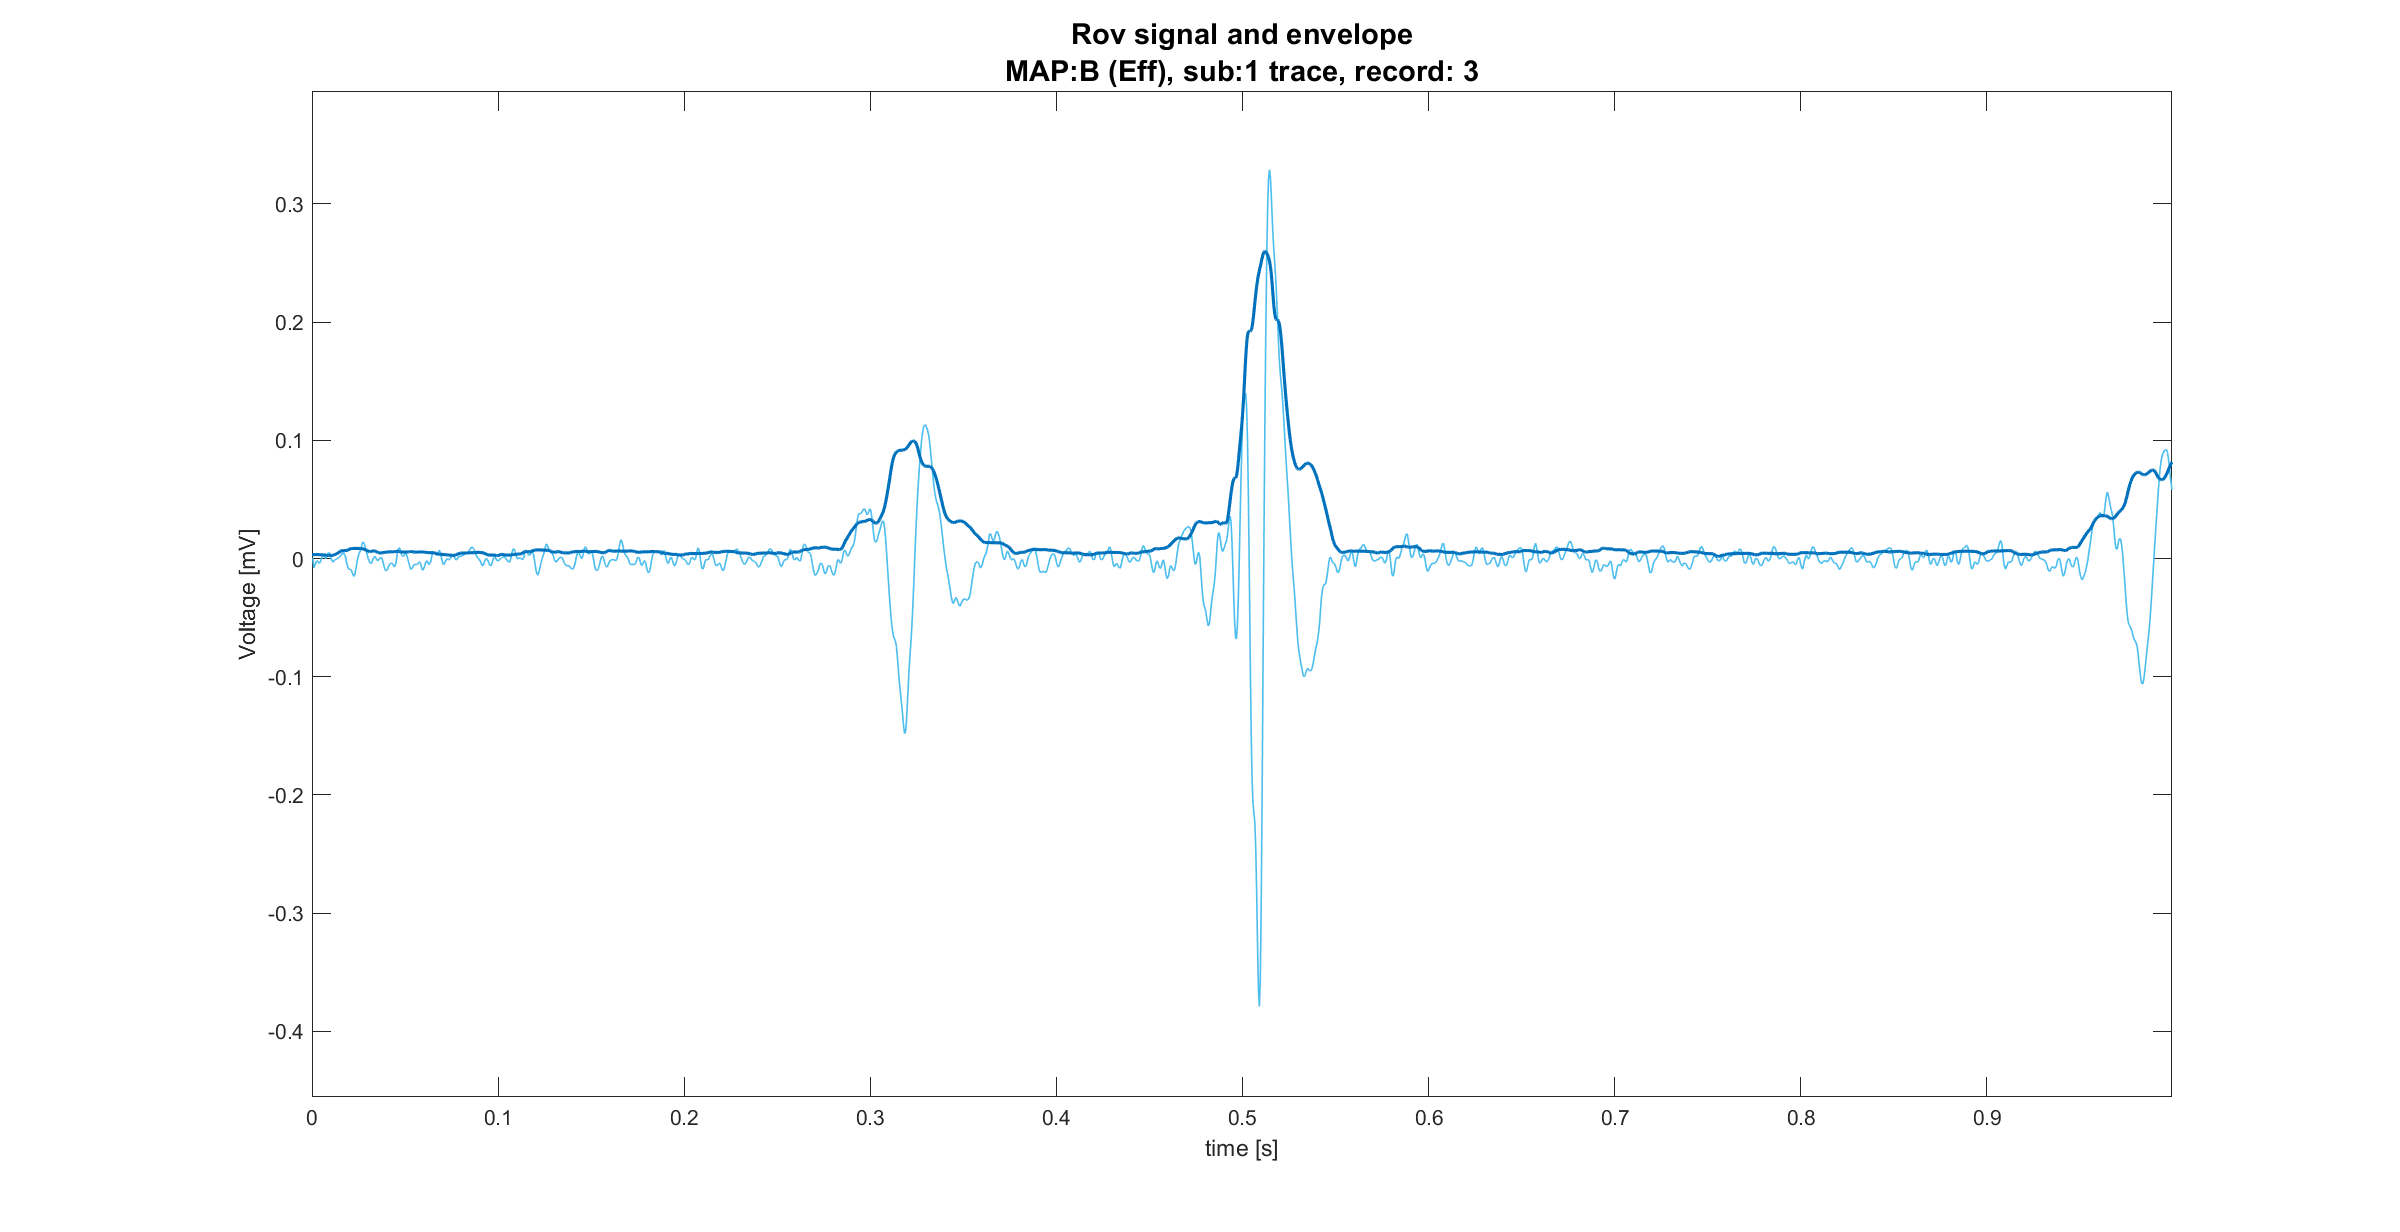 Rov signal and envelope
MAP:B (Eff), sub:1 trace, record: 3
Voltage [mV]
0.3
0.2
0.1
0
-0.1
-0.2
-0.3
-0.4
0 0.1 0.2 0.3 0.4 0.5 0.6 0.7 0.8 0.9
time [s]